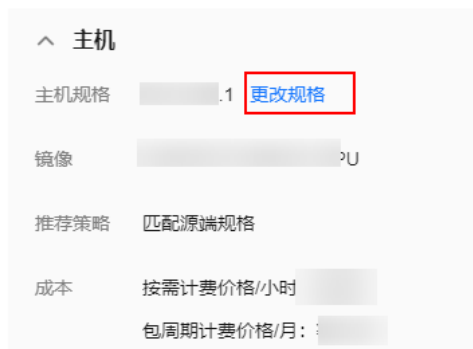 主机
主机规格 .1 更改规格
镜像 PU
推荐策略 匹配源端规格
成本 按需计费价格/小时
包周期计费价格/月：